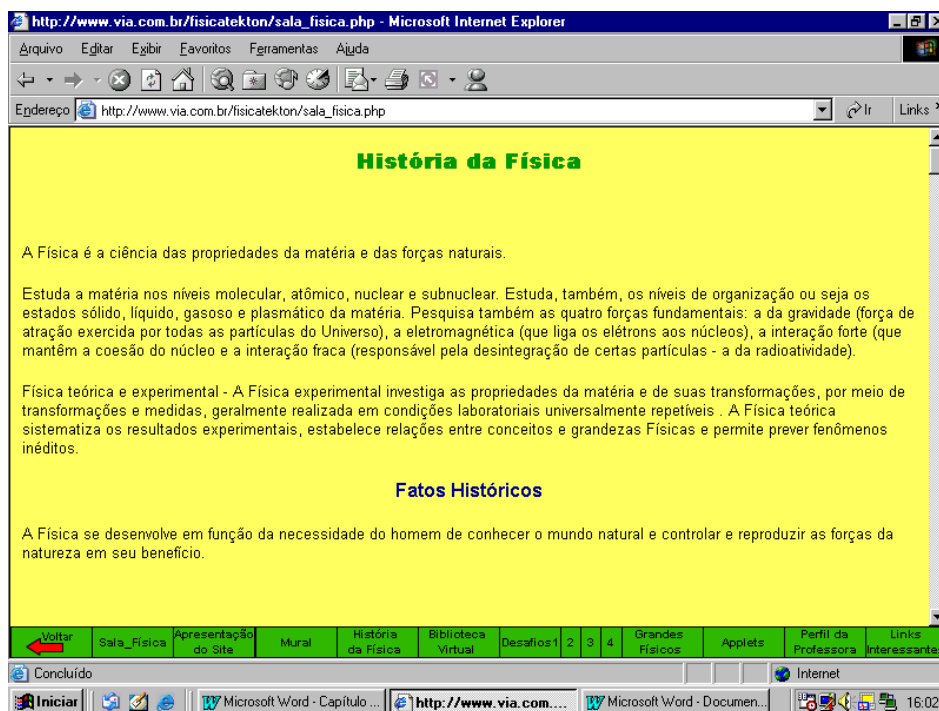 http://www.via.com.br/fisicatekton/sala_fisica.php - Microsoft Internet Explorer
Arquivo Editar Exibir Favoritos Ferramentas Ajuda
Endereço http://www.via.com.br/fisicatekton/sala_fisica.php Ir Links
História da Física
A Física é a ciência das propriedades da matéria e das forças naturais.
Estuda a matéria nos níveis molecular, atômico, nuclear e subnuclear. Estuda, também, os níveis de organização ou seja os
estados sólido, líquido, gasoso e plasmático da matéria. Pesquisa também as quatro forças fundamentais: a da gravidade (força de
atração exercida por todas as partículas do Universo), a eletromagnética (que liga os elétrons aos núcleos), a interação forte (que
mantêm a coesão do núcleo e a interação fraca (responsável pela desintegração de certas partículas - a da radioatividade).
Física teórica e experimental - A Física experimental investiga as propriedades da matéria e de suas transformações, por meio de
transformações e medidas, geralmente realizada em condições laboratoriais universalmente repetíveis . A Física teórica
sistematiza os resultados experimentais, estabelece relações entre conceitos e grandezas Físicas e permite prever fenômenos
inéditos.
Fatos Históricos
A Física se desenvolve em função da necessidade do homem de conhecer o mundo natural e controlar e reproduzir as forças da
natureza em seu benefício.
Voltar Sala_Física Apresentação do Site Mural História da Física Biblioteca Virtual Desafios1 2 3 4 Grandes Físicos Applets Perfil da Professora Links Interessante
Concluído Internet
Iniciar Microsoft Word - Capítulo ... http://www.via.com.... Microsoft Word - Documen... 16:02